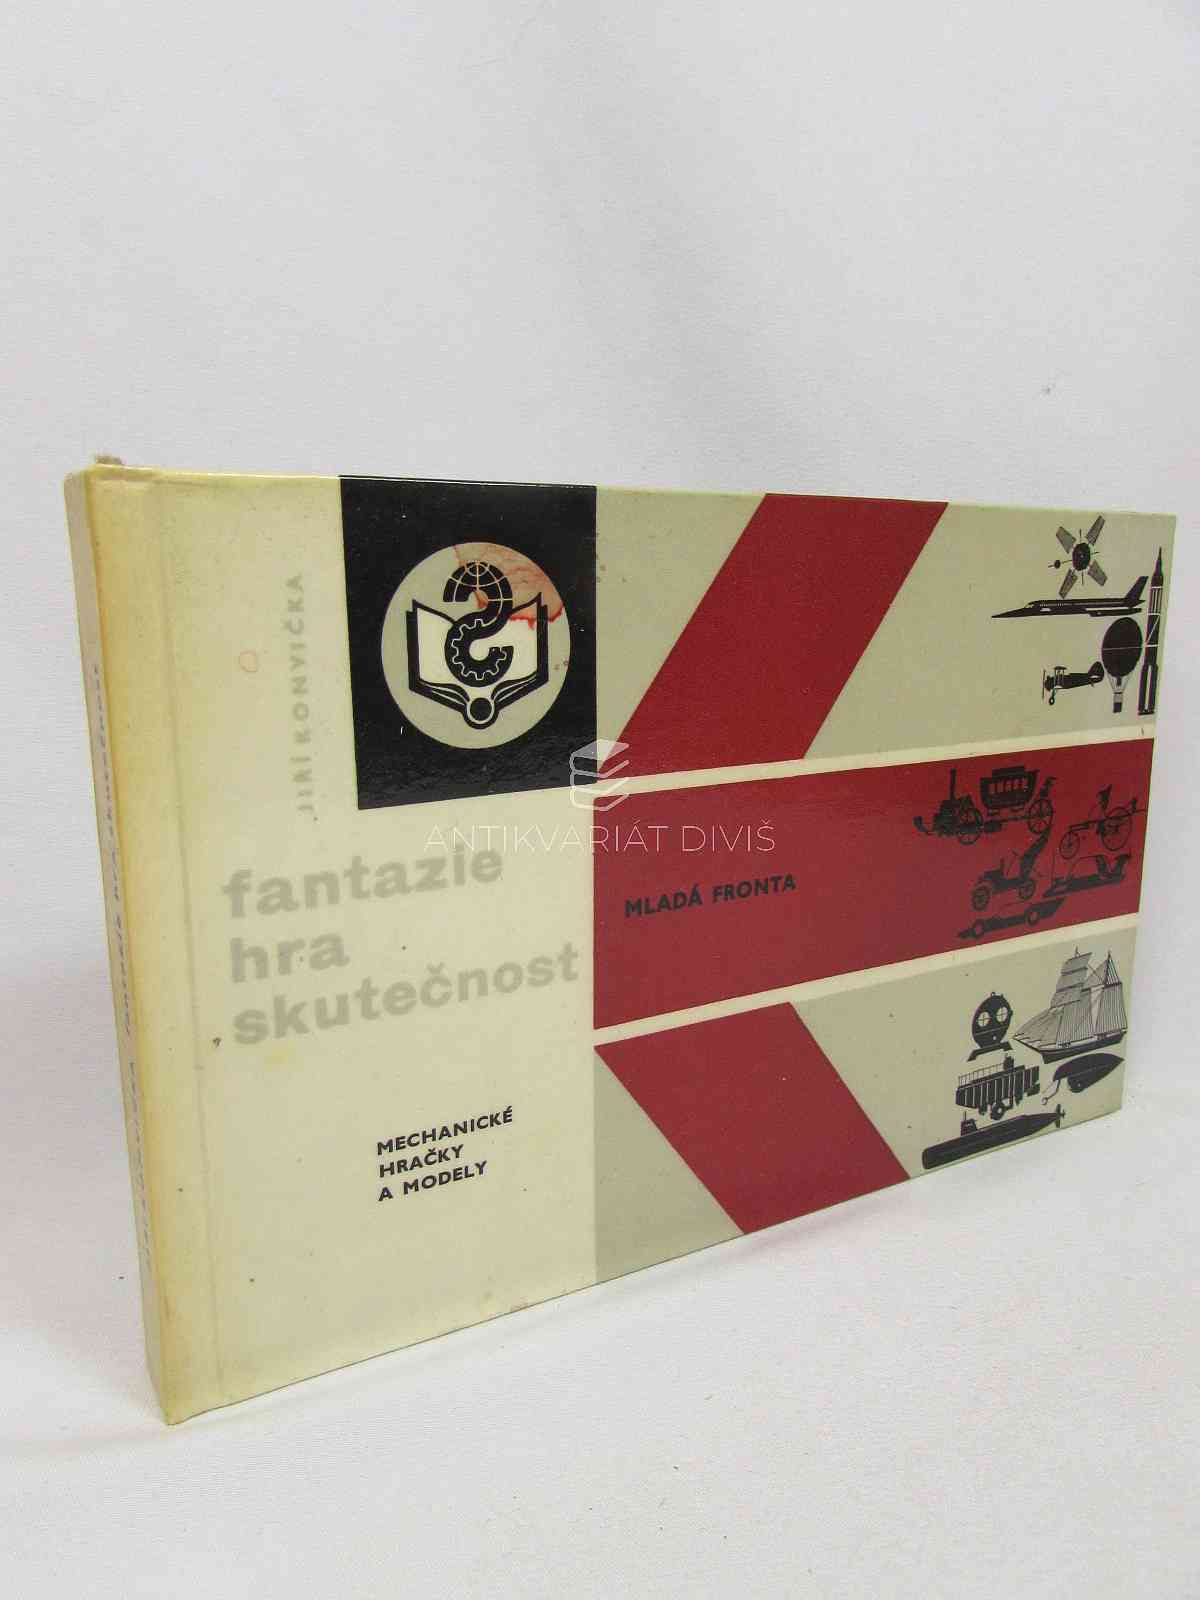 JIŘÍ KONVIČKA
fantazie
hra
skutečnost
MECHANICKÉ
HRAČKY
A MODELY
MLADÁ FRONTA
ANTIKVARIÁT DIVIŠ